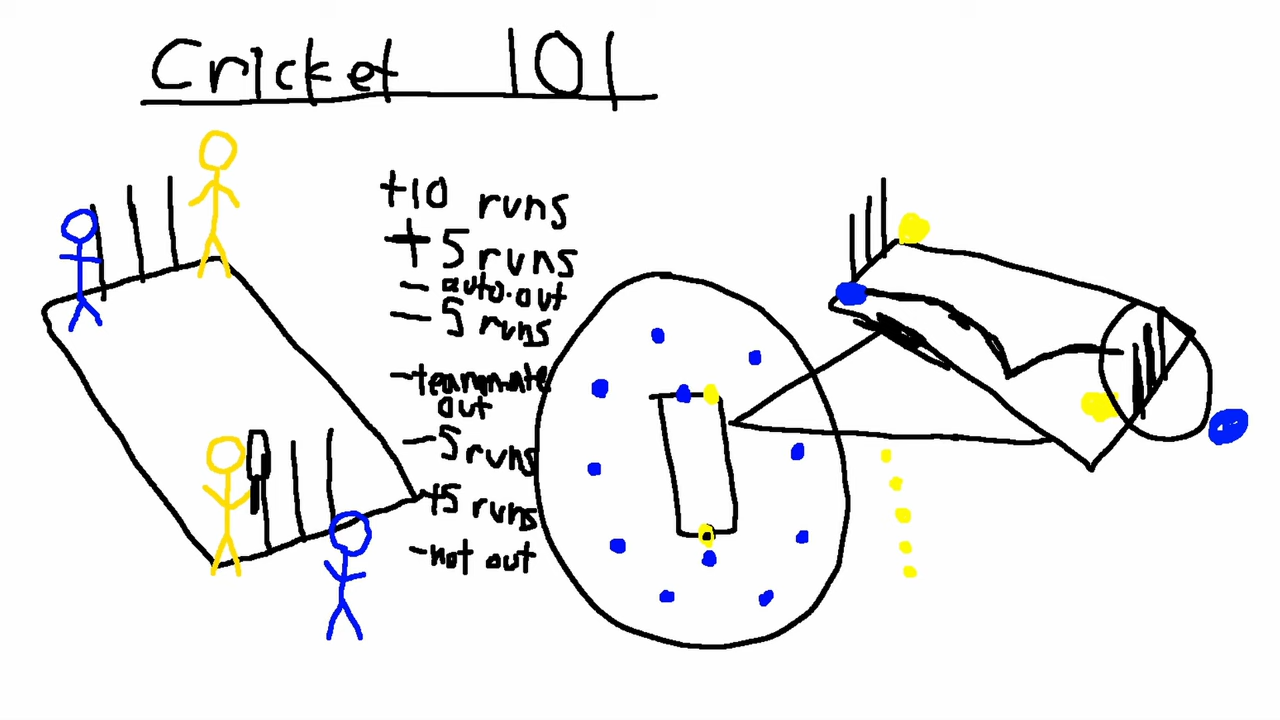 Cricket 101
+10 runs
+5 runs
- auto-out
- 5 runs
- teammate
out
- 5 runs
+5 runs
- not out